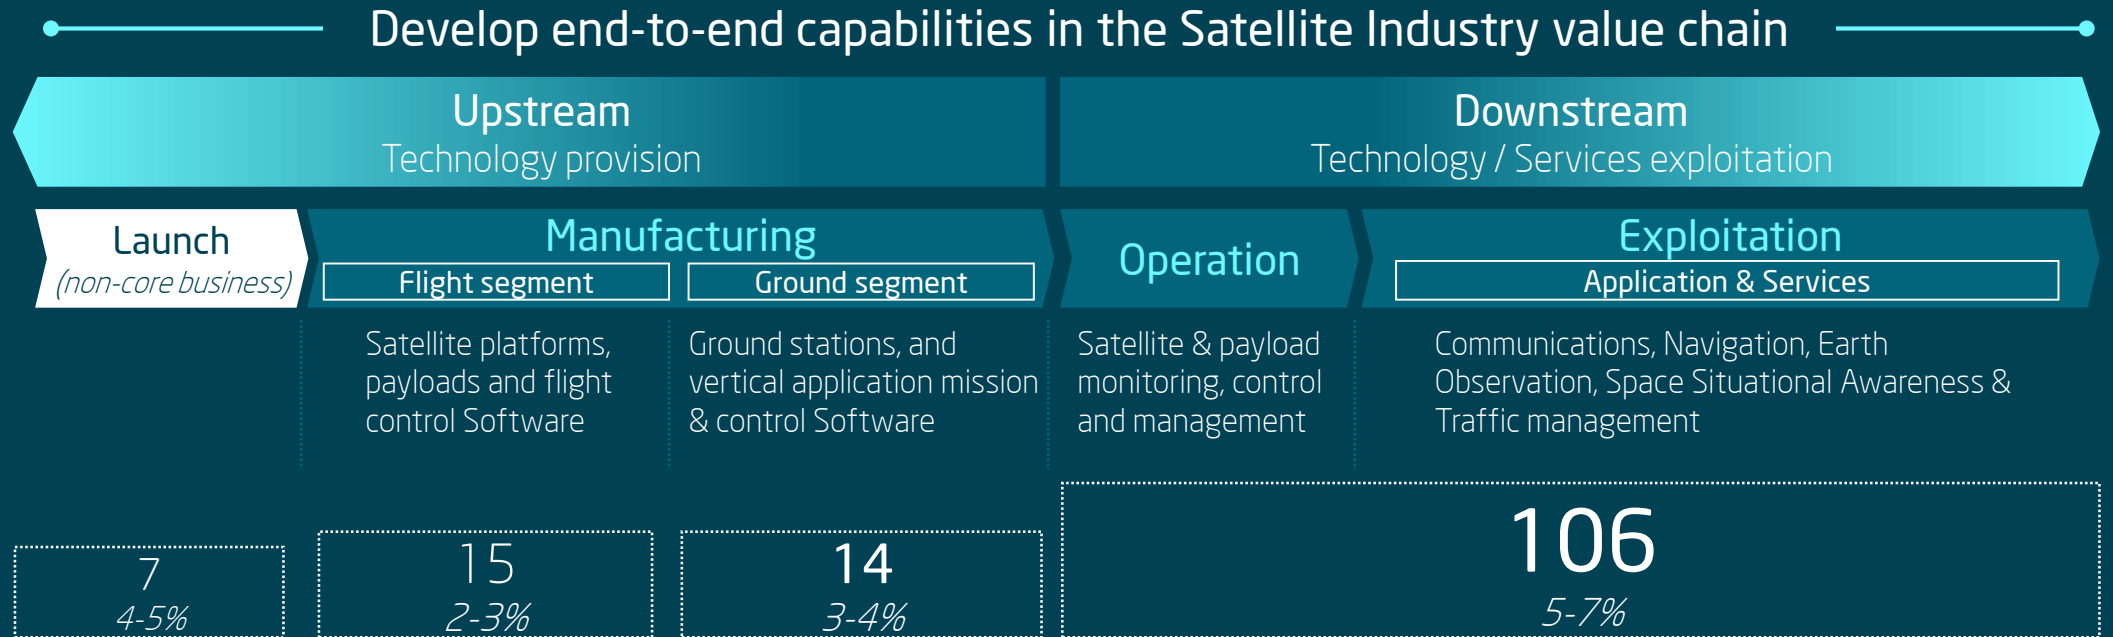 Develop end-to-end capabilities in the Satellite Industry value chain
Upstream
Technology provision
Downstream
Technology / Services exploitation
Launch
(non-core business)
Manufacturing
Flight segment
Ground segment
Operation
Exploitation
Application & Services
Satellite platforms,
payloads and flight
control Software
Ground stations, and
vertical application mission
& control Software
Satellite & payload
monitoring, control
and management
Communications, Navigation, Earth
Observation, Space Situational Awareness &
Traffic management
7
4-5%
15
2-3%
14
3-4%
106
5-7%